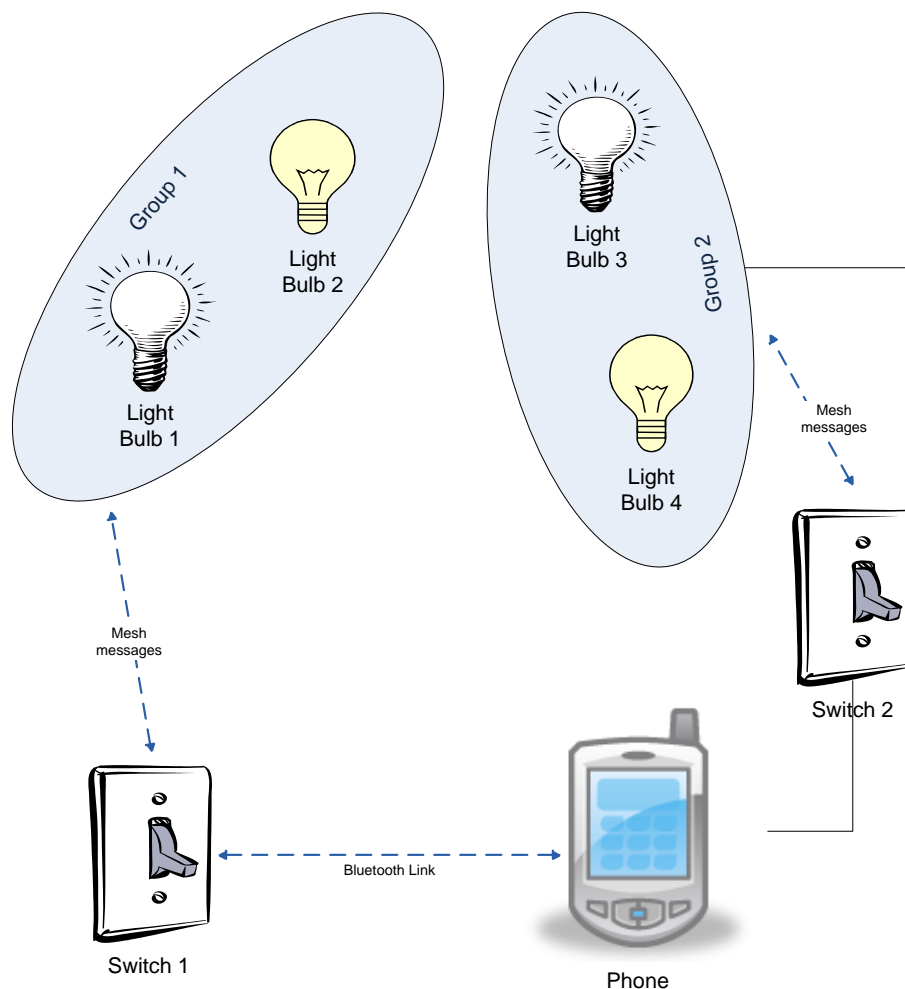 Group 1
Light
Bulb 2
Light
Bulb 1
Light
Bulb 3
Group 2
Light
Bulb 4
Mesh
messages
Mesh
messages
Switch 2
Bluetooth Link
Switch 1
Phone